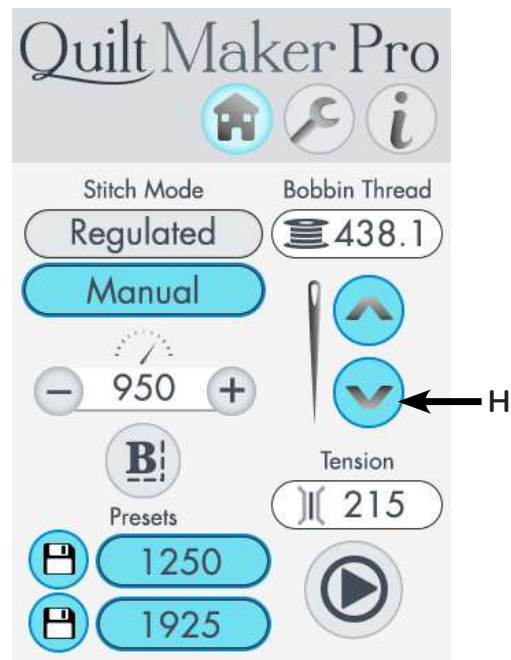 Quilt Maker Pro
i
Stitch Mode
Bobbin Thread
Regulated
438.1
Manual
950
H
B
Tension
215
Presets
1250
1925